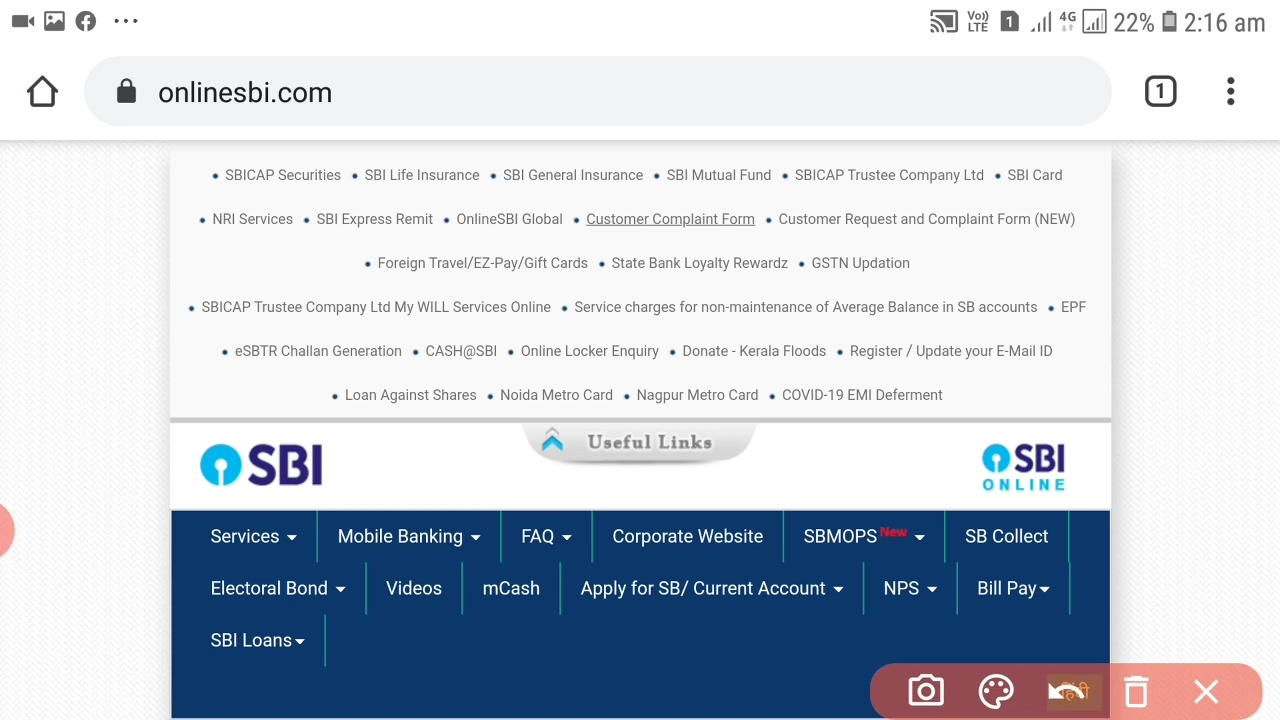 Vo)) LTE 1 4G 22% 2:16 am
onlinesbi.com 1
• SBICAP Securities • SBI Life Insurance • SBI General Insurance • SBI Mutual Fund • SBICAP Trustee Company Ltd • SBI Card
• NRI Services • SBI Express Remit • OnlineSBI Global • Customer Complaint Form • Customer Request and Complaint Form (NEW)
• Foreign Travel/EZ-Pay/Gift Cards • State Bank Loyalty Rewardz • GSTN Updation
• SBICAP Trustee Company Ltd My WILL Services Online • Service charges for non-maintenance of Average Balance in SB accounts • EPF
• eSBTR Challan Generation • CASH@SBI • Online Locker Enquiry • Donate - Kerala Floods • Register / Update your E-Mail ID
• Loan Against Shares • Noida Metro Card • Nagpur Metro Card • COVID-19 EMI Deferment
Useful Links
SBI SBI
ONLINE
Services Mobile Banking FAQ Corporate Website SBMOPS New SB Collect
Electoral Bond Videos mCash Apply for SB/ Current Account NPS Bill Pay
SBI Loans
हिंदी